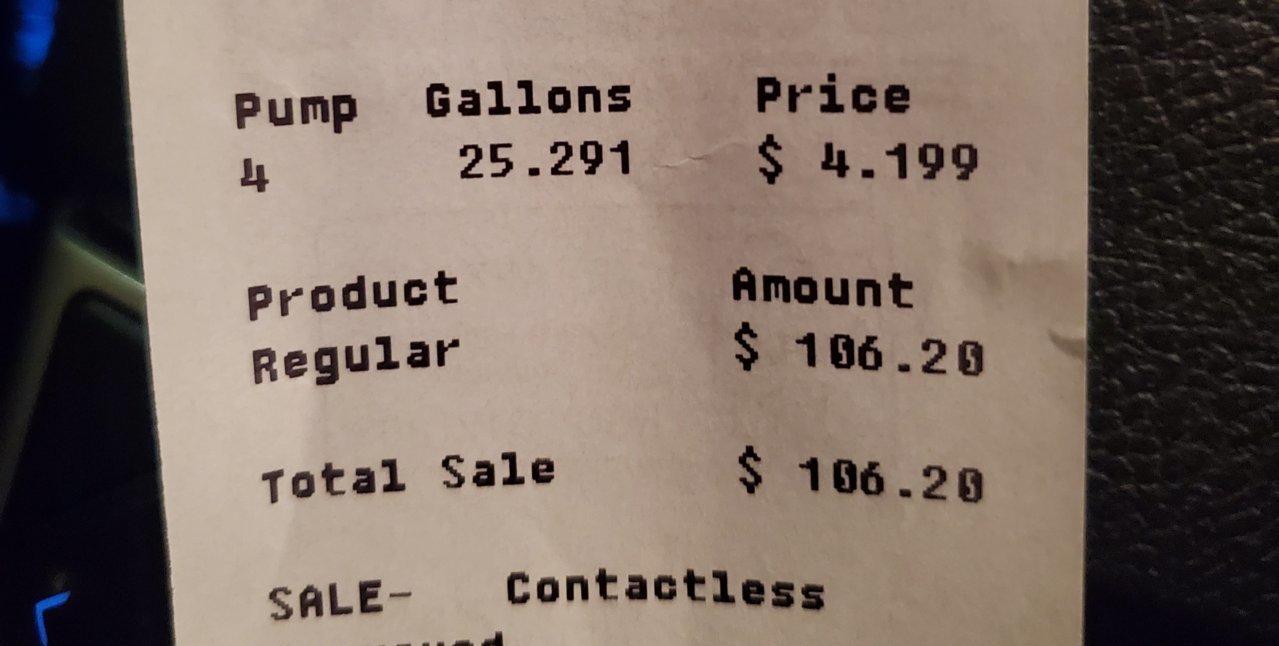 Pump Gallons Price
4 25.291 $ 4.199
Product Amount
Regular $ 106.20
Total Sale $ 106.20
SALE- Contactless